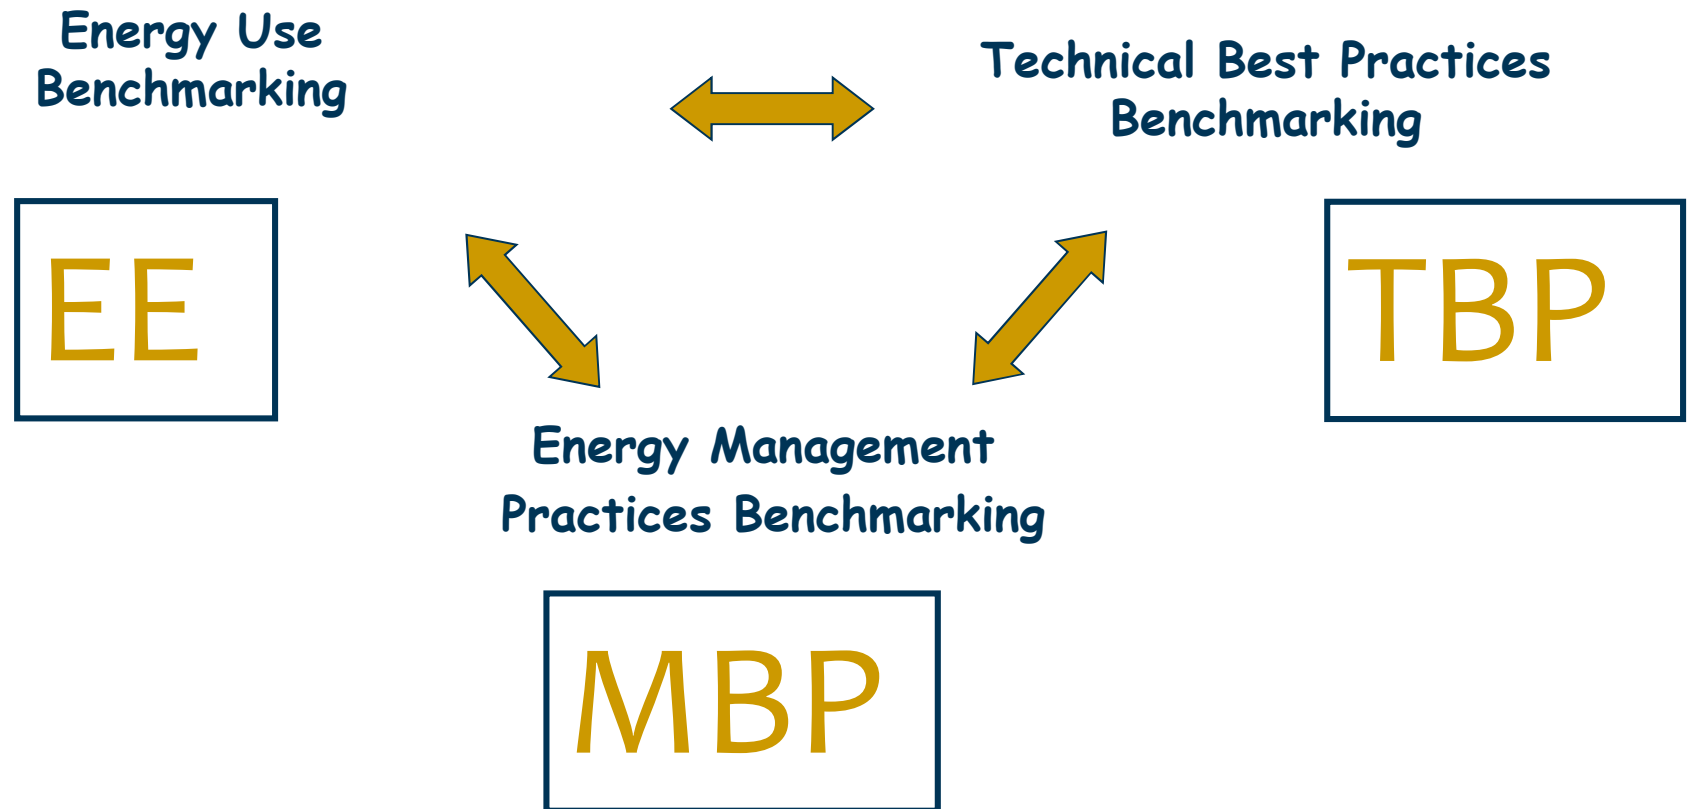 Energy Use
Benchmarking
Technical Best Practices
Benchmarking
EE
TBP
Energy Management
Practices Benchmarking
MBP